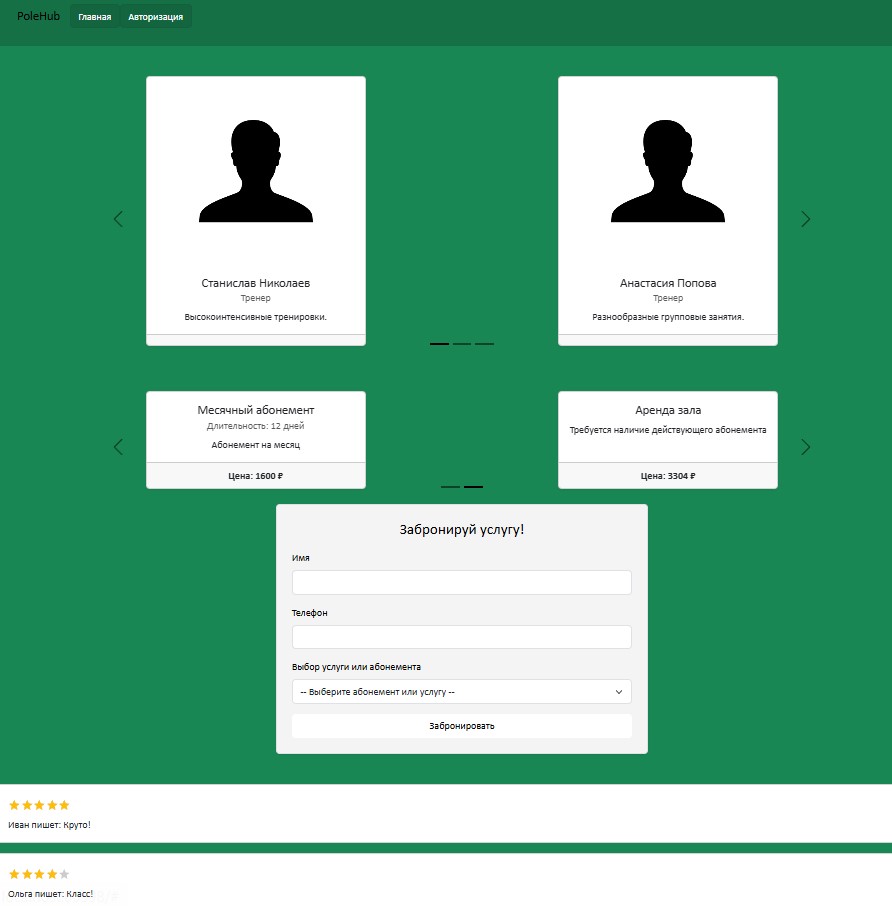 PoleHub Главная Авторизация
Станислав Николаев
Тренер
Высокоинтенсивные тренировки.
Анастасия Попова
Тренер
Разнообразные групповые занятия.
Месячный абонемент
Длительность: 12 дней
Абонемент на месяц
Цена: 1600 ₽
Аренда зала
Требуется наличие действующего абонемента
Цена: 3304 ₽
Забронируй услугу!
Имя
Телефон
Выбор услуги или абонемента
-- Выберите абонемент или услугу --
Забронировать
Иван пишет: Круто!
Ольга пишет: Класс!